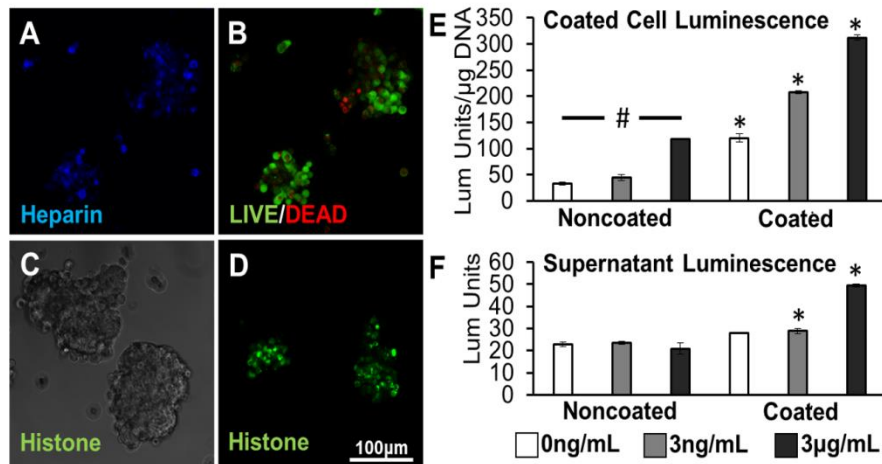 A
Heparin
B
LIVE/DEAD
C
Histone
D
Histone
100µm
E
Coated Cell Luminescence
Lum Units/µg DNA
350
300
250
200
150
100
50
0
#
*
*
*
Noncoated
Coated
F
Supernatant Luminescence
Lum Units
60
50
40
30
20
10
0
*
*
Noncoated
Coated
0ng/mL 3ng/mL 3µg/mL